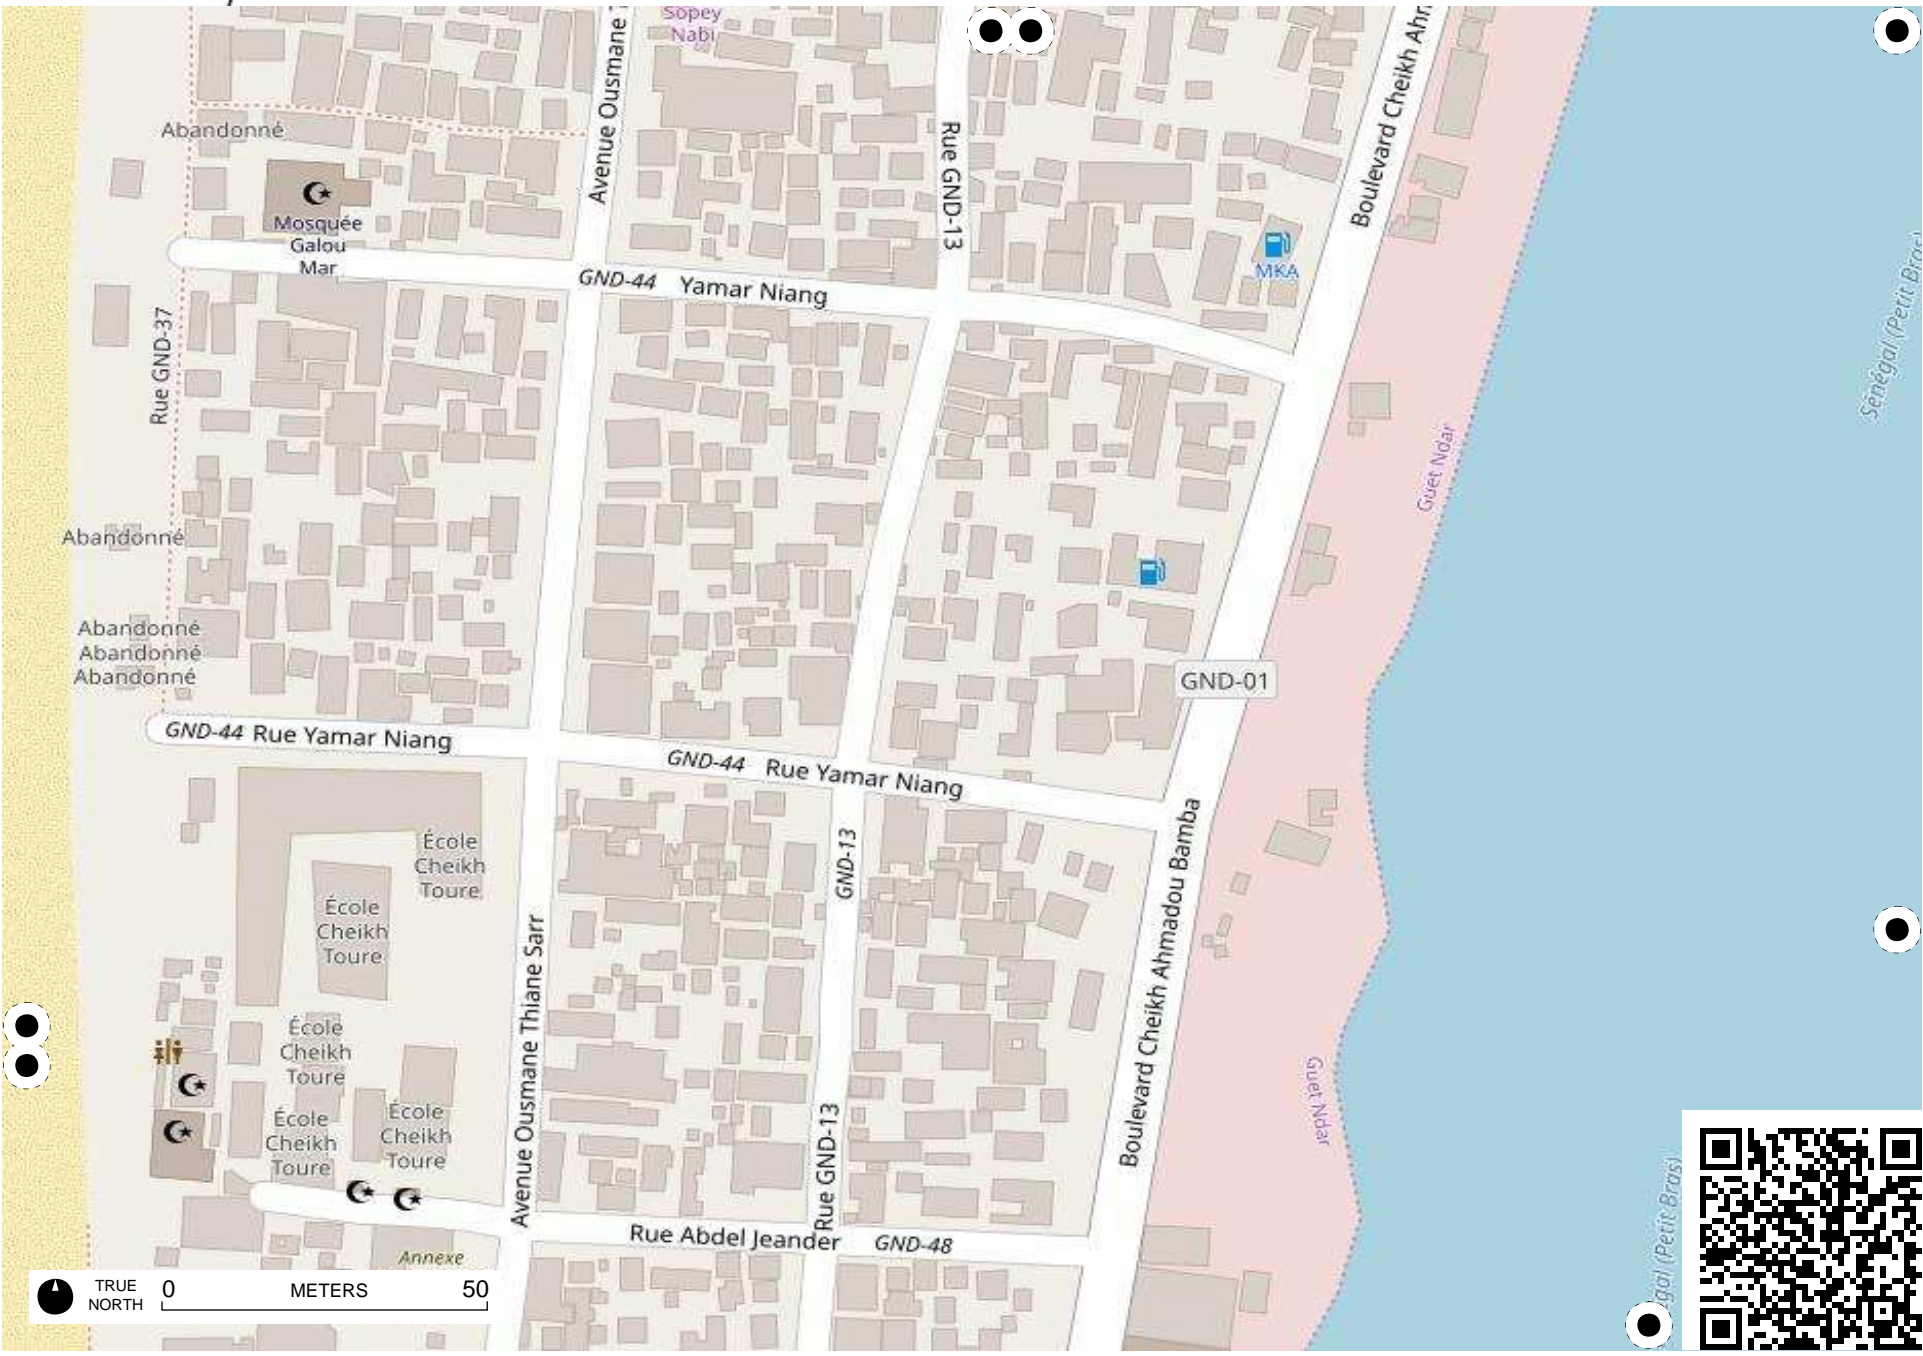 Sopey
Nabi
Avenue Ousmane
Boulevard Cheikh
Abandonné
Rue GND-13
Mosquée
Galou
Mar
MKA
GND-44 Yamar Niang
Sénégal (Petit Bras)
Rue GND-37
Guet Ndar
Abandonné
Abandonné
Abandonné
Abandonné
GND-01
GND-44 Rue Yamar Niang
GND-44 Rue Yamar Niang
École
Cheikh
Toure
GND-13
École
Cheikh
Toure
Boulevard Cheikh Ahmadou Bamba
Avenue Ousmane Thiane Sarr
École
Cheikh
Toure
École
Cheikh
Toure
École
Cheikh
Toure
Guet Ndar
Rue GND-13
Rue Abdel Jeander GND-48
Annexe
(Petit Bras)
TRUE
NORTH
0 METERS 50